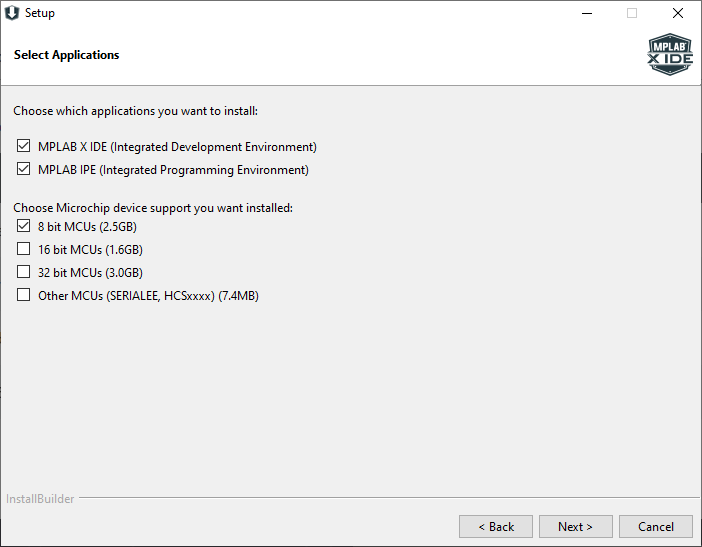 Setup
Select Applications
MPLAB
X IDE
Choose which applications you want to install:
MPLAB X IDE (Integrated Development Environment)
MPLAB IPE (Integrated Programming Environment)
Choose Microchip device support you want installed:
8 bit MCUs (2.5GB)
16 bit MCUs (1.6GB)
32 bit MCUs (3.0GB)
Other MCUs (SERIALEE, HCSxxxx) (7.4MB)
InstallBuilder
< Back
Next >
Cancel